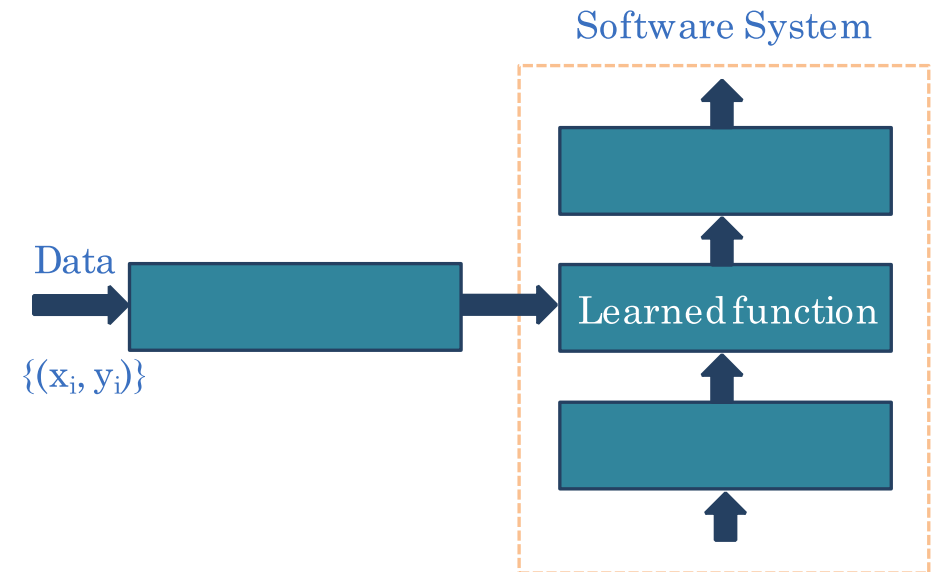 Software System
Data
Learned function
{(xᵢ, yᵢ)}